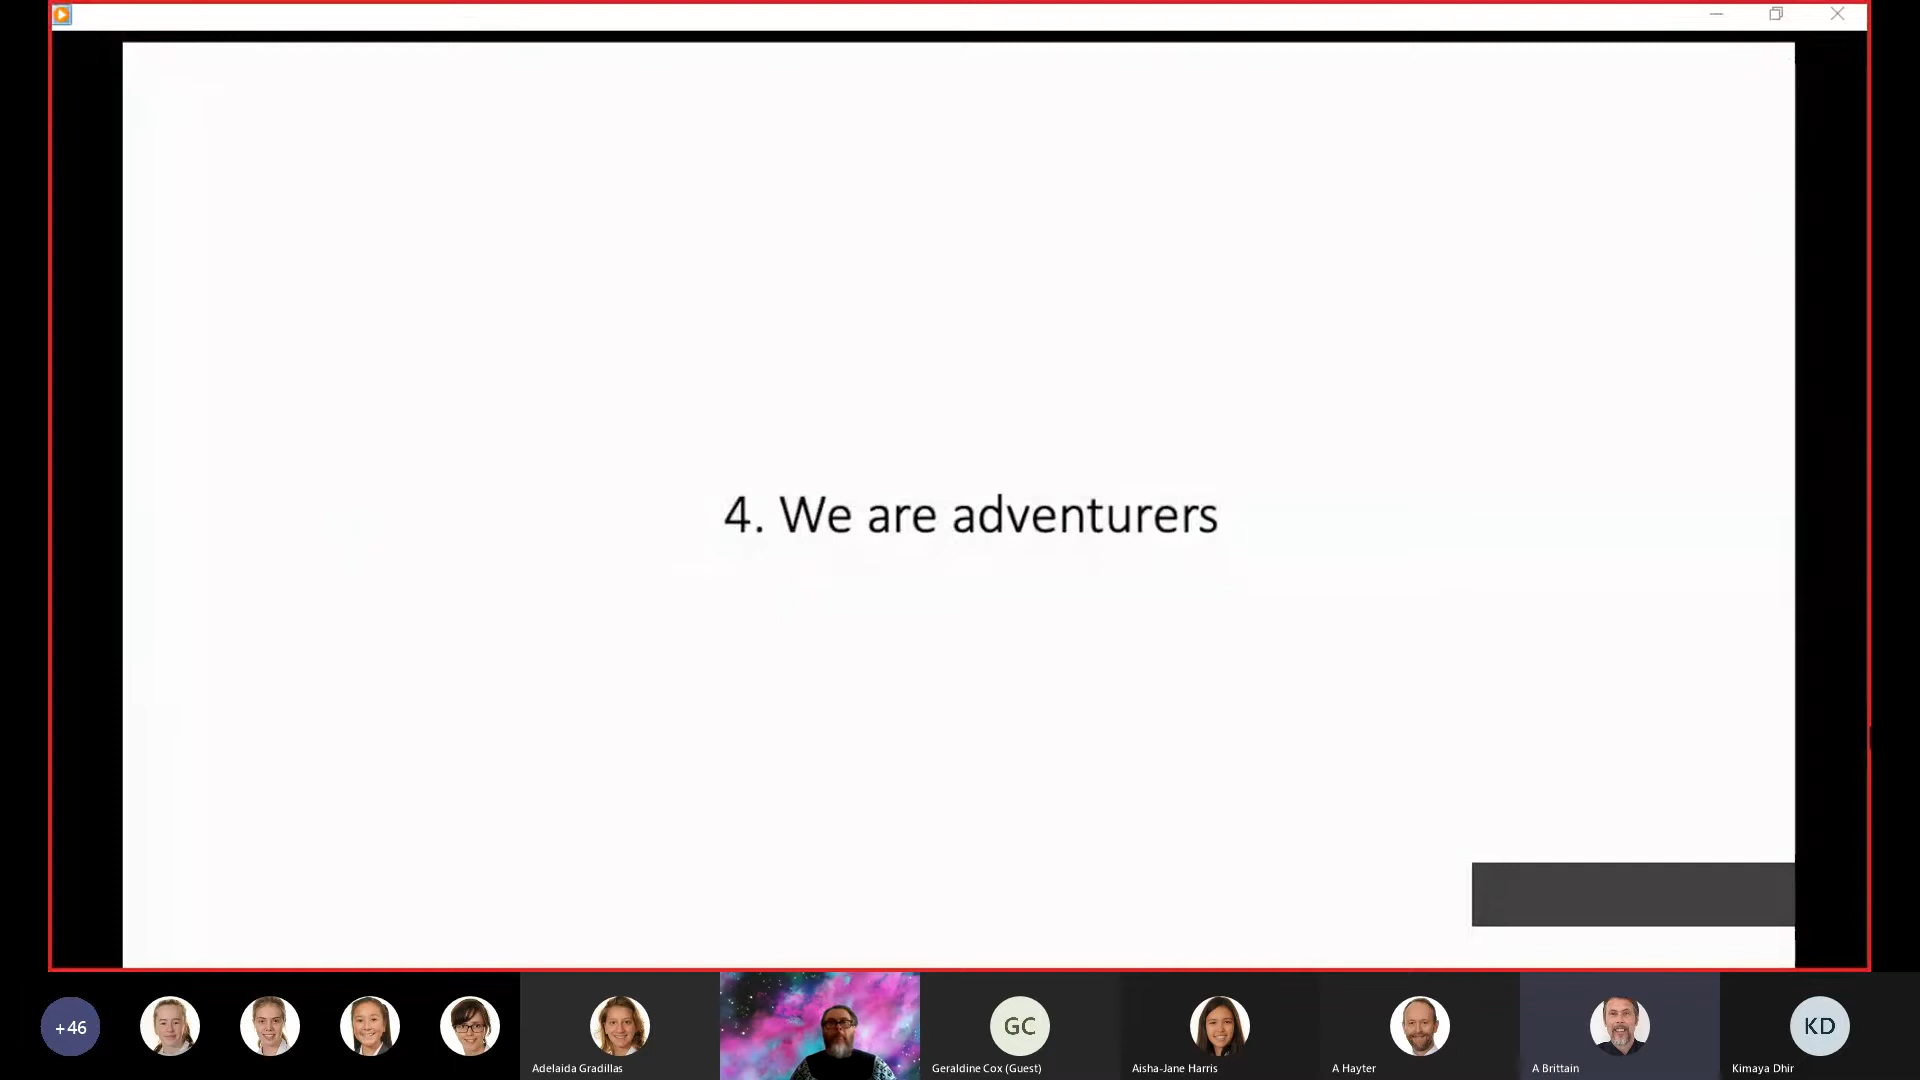 4. We are adventurers
+46
Adelaida Gradillas
GC
Geraldine Cox (Guest)
Aisha-Jane Harris
A Hayter
A Brittain
KD
Kimaya Dhir